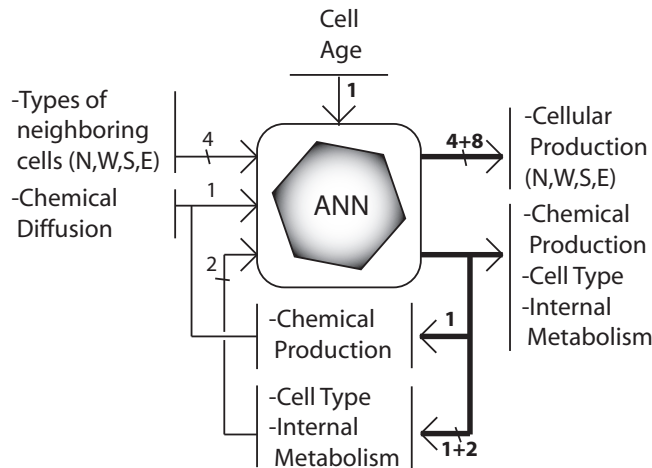 Cell
Age
1
-Types of
neighboring
cells (N,W,S,E)
4
-Chemical
Diffusion
1
2
ANN
4+8
-Cellular
Production
(N,W,S,E)
-Chemical
Production
-Cell Type
-Internal
Metabolism
-Chemical
Production
1
-Cell Type
-Internal
Metabolism
1+2